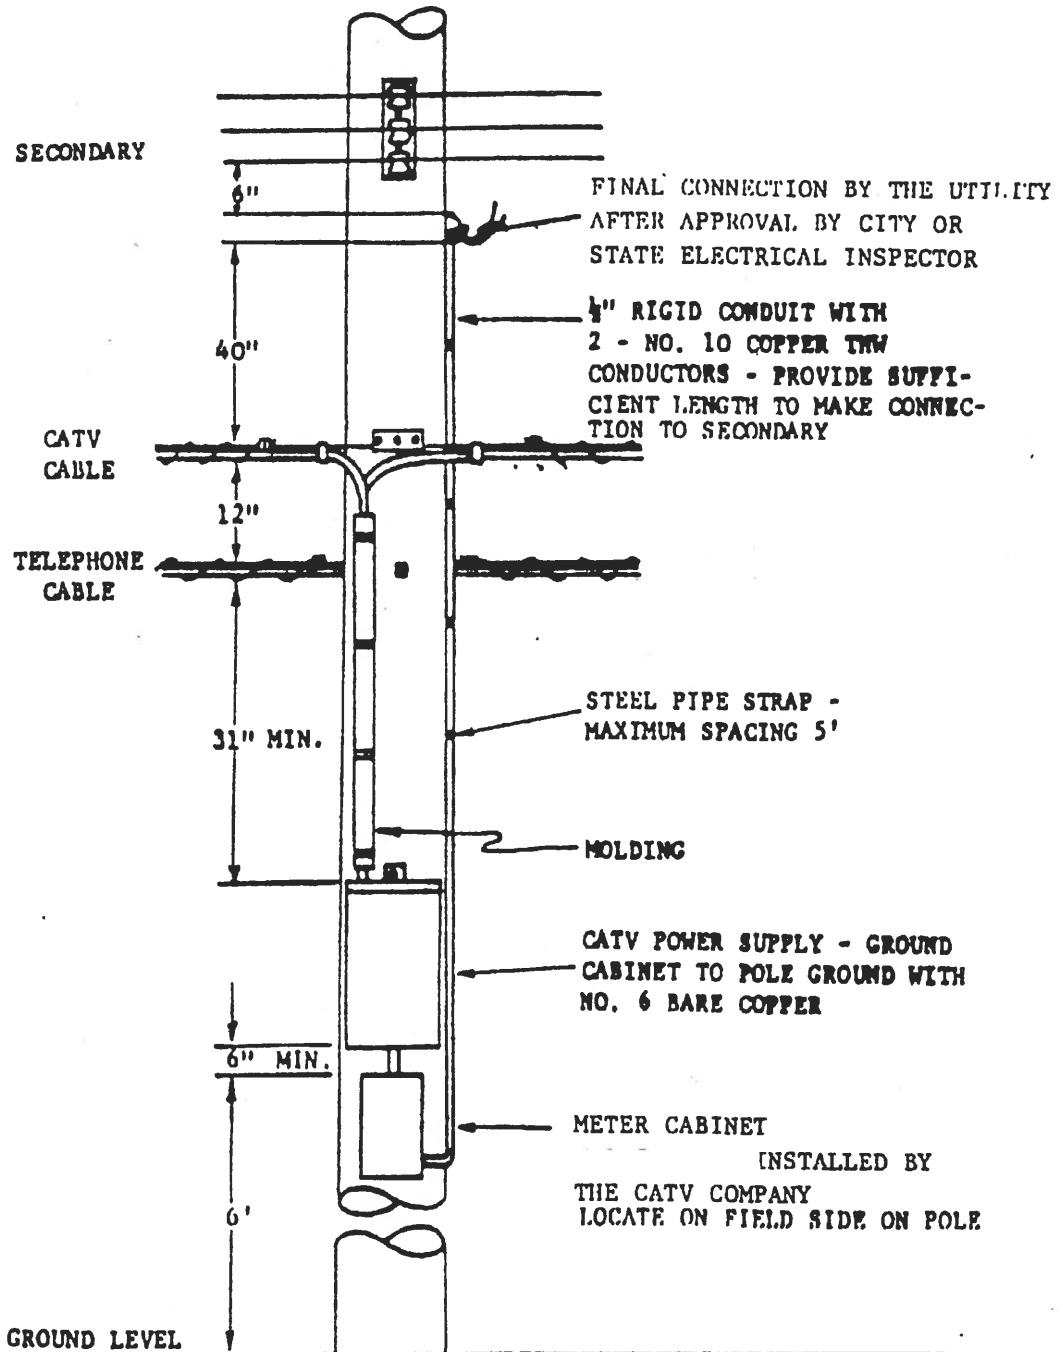 SECONDARY
6"
FINAL CONNECTION BY THE UTILITY
AFTER APPROVAL BY CITY OR
STATE ELECTRICAL INSPECTOR
RIGID CONDUIT WITH
2 - NO. 10 COPPER THW
CONDUCTORS - PROVIDE SUFFI-
CIENT LENGTH TO MAKE CONNEC-
TION TO SECONDARY
40"
CATV
CABLE
12"
TELEPHONE
CABLE
STEEL PIPE STRAP -
MAXIMUM SPACING 5'
31" MIN.
MOLDING
CATV POWER SUPPLY - GROUND
CABINET TO POLE GROUND WITH
NO. 6 BARE COPPER
6" MIN.
METER CABINET
INSTALLED BY
THE CATV COMPANY
LOCATE ON FIELD SIDE ON POLE
6'
GROUND LEVEL